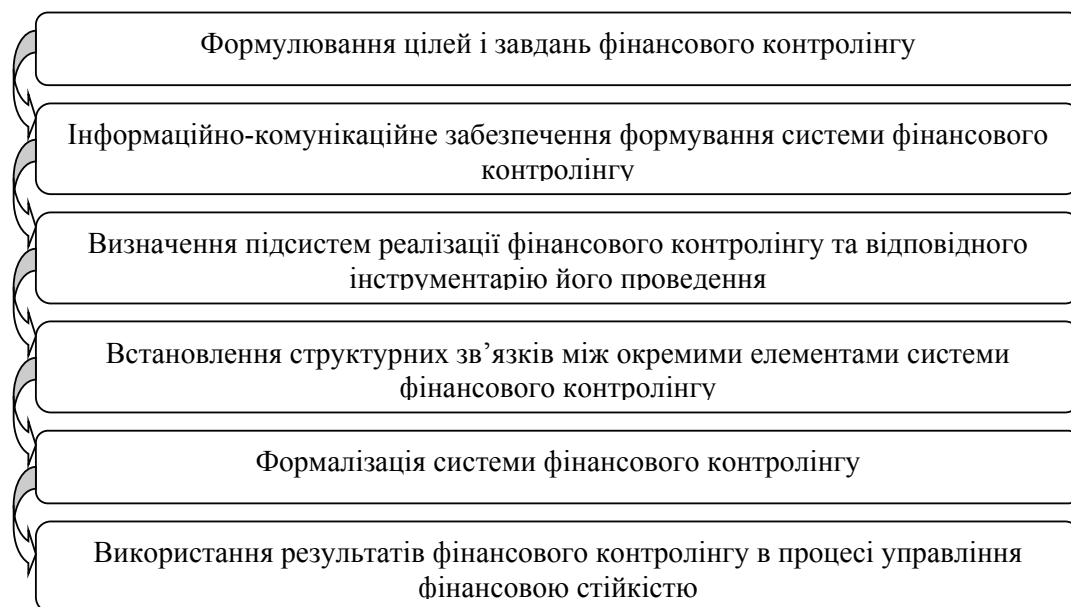 Формулювання цілей і завдань фінансового контролінгу
Інформаційно-комунікаційне забезпечення формування системи фінансового
контролінгу
Визначення підсистем реалізації фінансового контролінгу та відповідного
інструментарію його проведення
Встановлення структурних зв’язків між окремими елементами системи
фінансового контролінгу
Формалізація системи фінансового контролінгу
Використання результатів фінансового контролінгу в процесі управління
фінансовою стійкістю